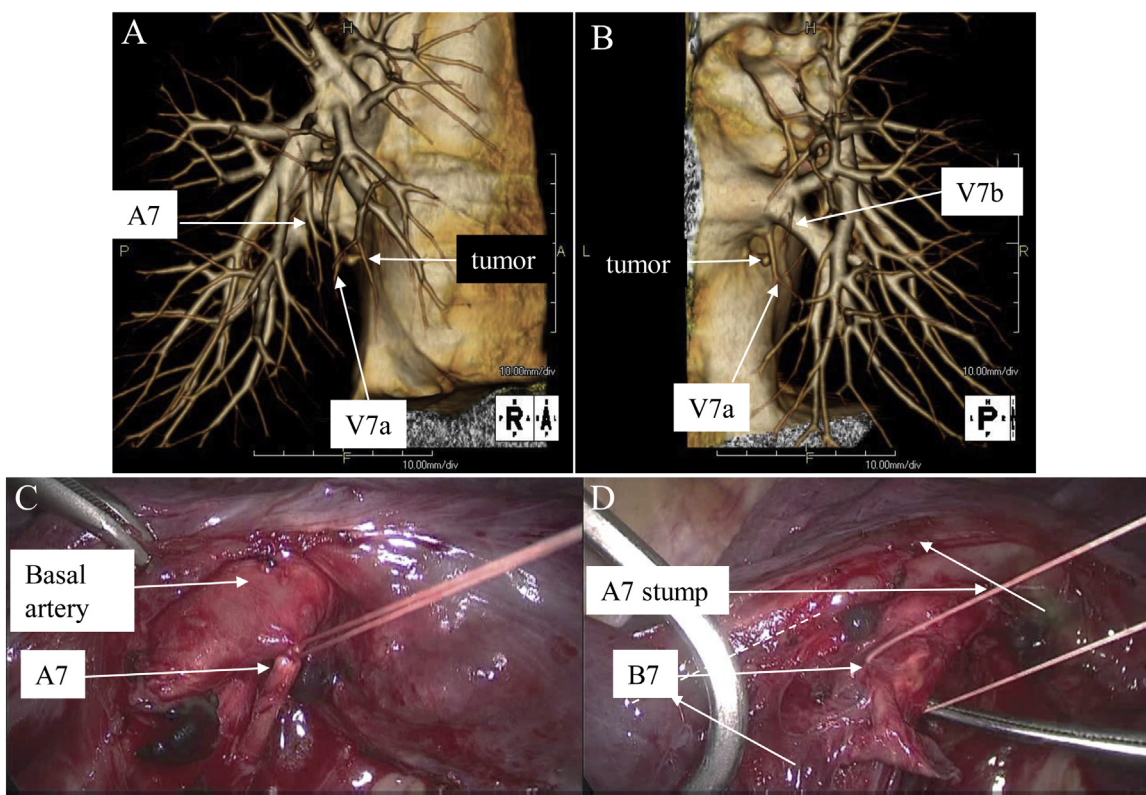 A
H
A7
tumor
P
A
10.00mm/div
V7a
R
A
F
10.00mm/div
B
H
V7b
tumor
L
R
10.00mm/div
V7a
P
F
10.00mm/div
C
Basal
artery
A7
D
A7 stump
B7